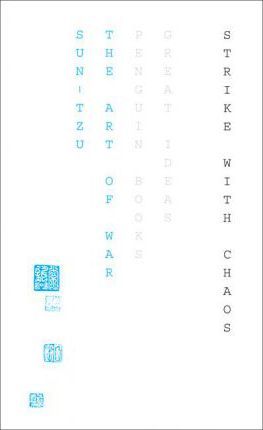 STRIKE WITH CHAOS
GREAT IDEAS
PENGUIN BOOKS
THE ART OF WAR
SUN-TZU